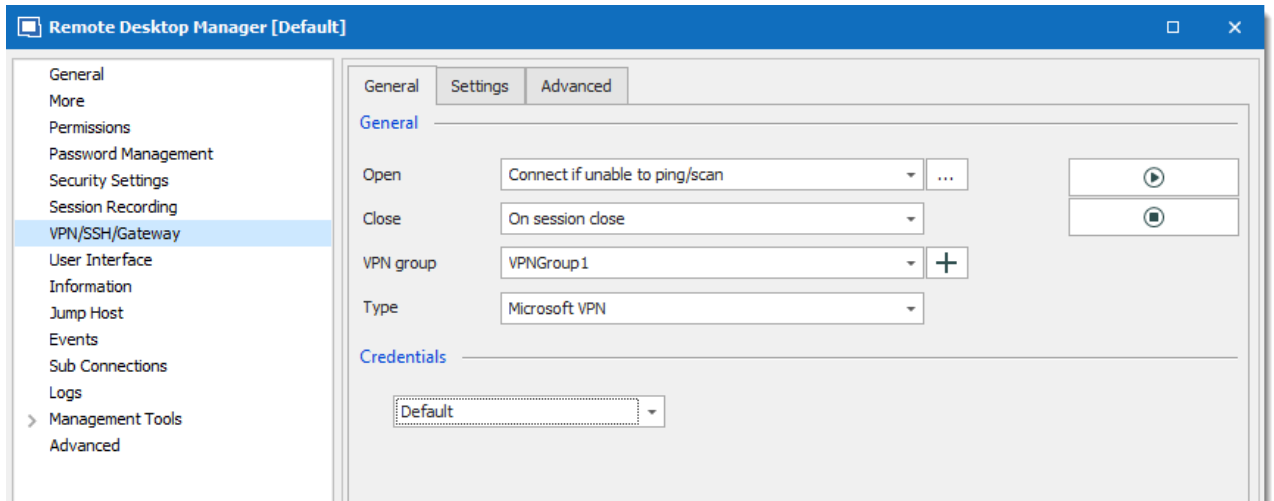 Remote Desktop Manager [Default]
General
More
Permissions
Password Management
Security Settings
Session Recording
VPN/SSH/Gateway
User Interface
Information
Jump Host
Events
Sub Connections
Logs
Management Tools
Advanced
General Settings Advanced
General
Open Connect if unable to ping/scan ...
Close On session close
VPN group VPNGroup1
Type Microsoft VPN
Credentials
Default